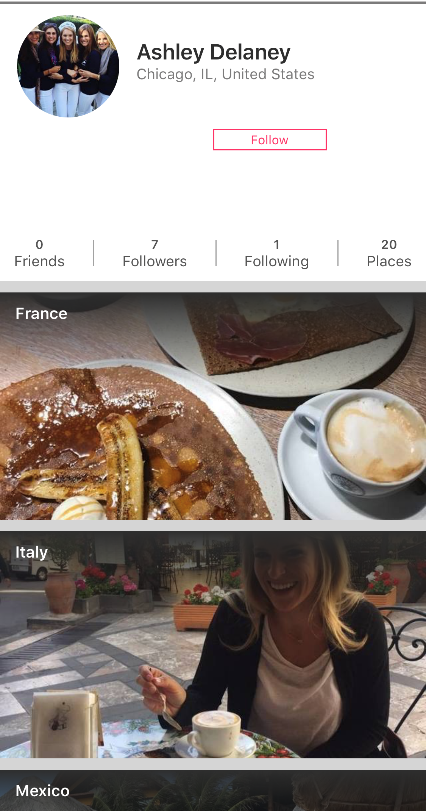 Ashley Delaney
Chicago, IL, United States
Follow
0 7 1 20
Friends Followers Following Places
France
Italy
Mexico